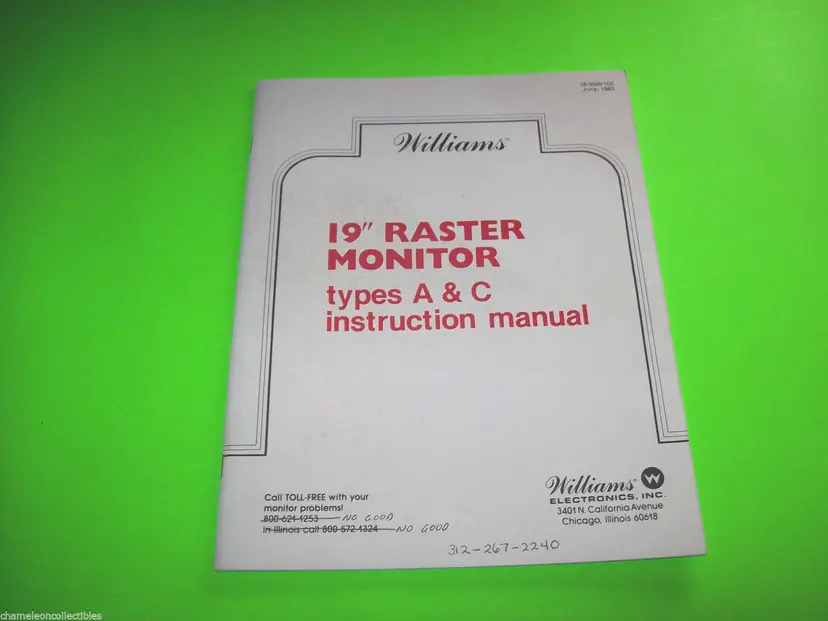 16-3006-102
June, 1983
Williams
19" RASTER
MONITOR
types A & C
instruction manual
Call TOLL-FREE with your
monitor problems!
800-621-1253 — NO GOOD
In Illinois call 800-572-1324 — NO GOOD
312-267-2240
Williams
ELECTRONICS, INC.
3401 N. California Avenue
Chicago, Illinois 60618
chameleoncollectibles